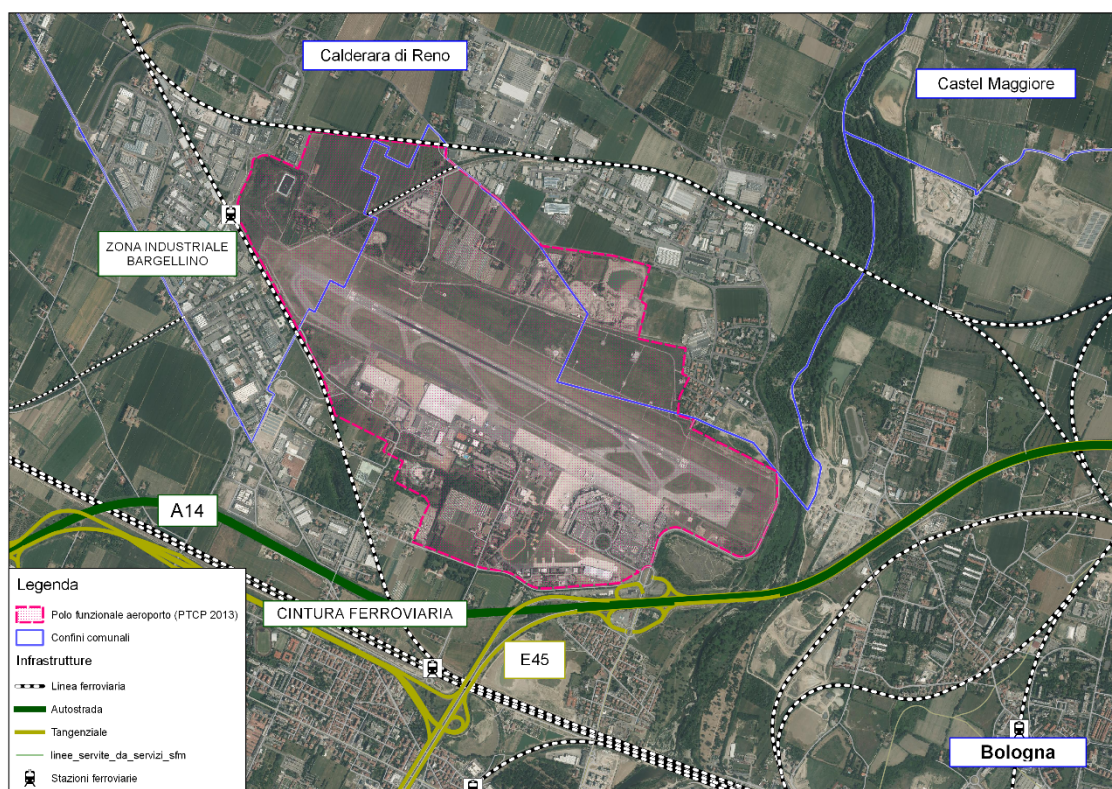 Calderara di Reno
Castel Maggiore
ZONA INDUSTRIALE
BARGELLINO
A14
CINTURA FERROVIARIA
E45
Bologna
Legenda
Polo funzionale aeroporto (PTCP 2013)
Confini comunali
Infrastrutture
Linea ferroviaria
Autostrada
Tangenziale
linee_servite_da_servizi_sfm
Stazioni ferroviarie